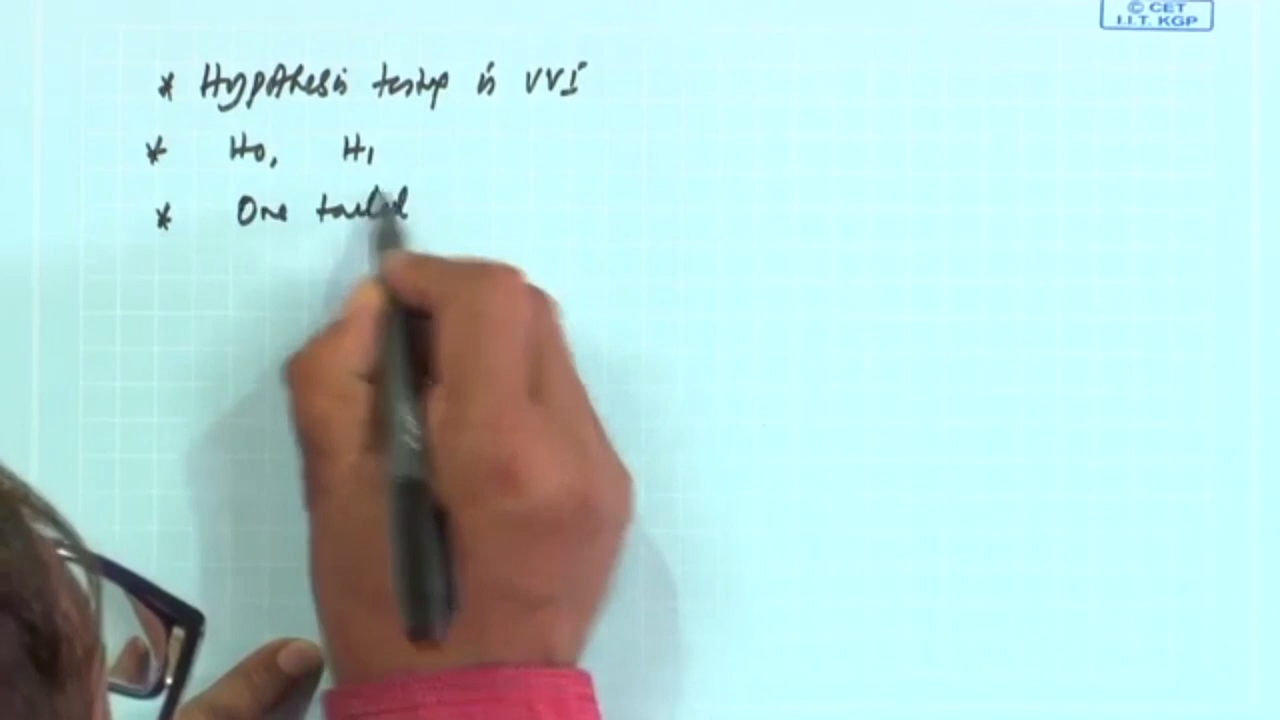 © CET
I.I.T. KGP
* Hypothesis testing is VVI
* H0, H1
* One tailed